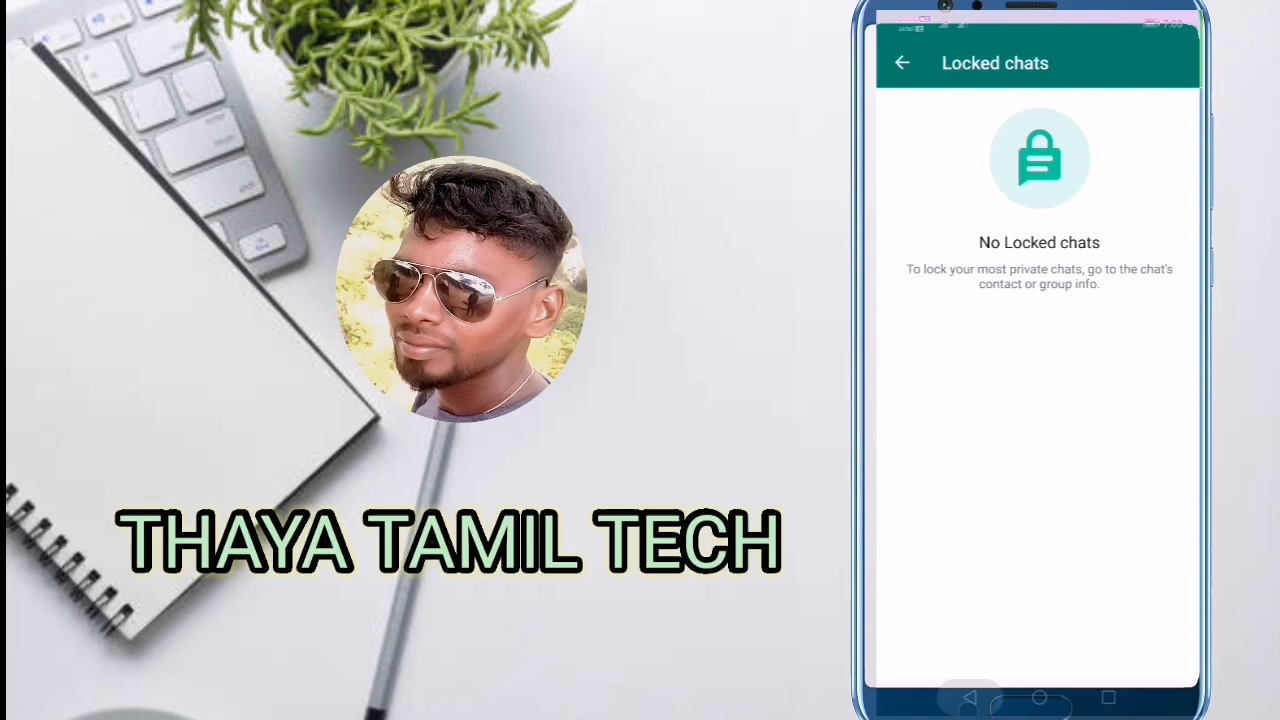 Locked chats
No Locked chats
To lock your most private chats, go to the chat's
contact or group info.
THAYA TAMIL TECH